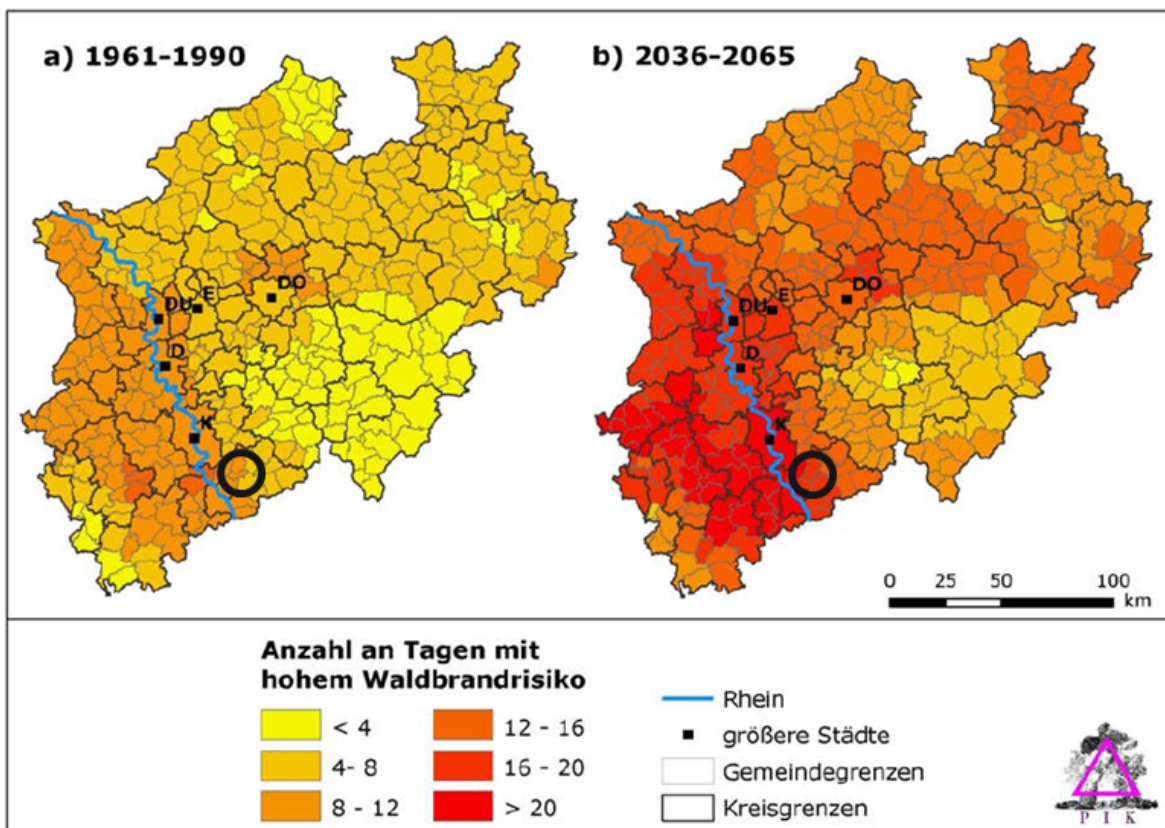 a) 1961-1990
b) 2036-2065
DU
E
DO
D
K
DU
E
DO
D
K
0 25 50 100
km
Anzahl an Tagen mit
hohem Waldbrandrisiko
< 4
4- 8
8 - 12
12 - 16
16 - 20
> 20
Rhein
größere Städte
Gemeindegrenzen
Kreisgrenzen
P I K